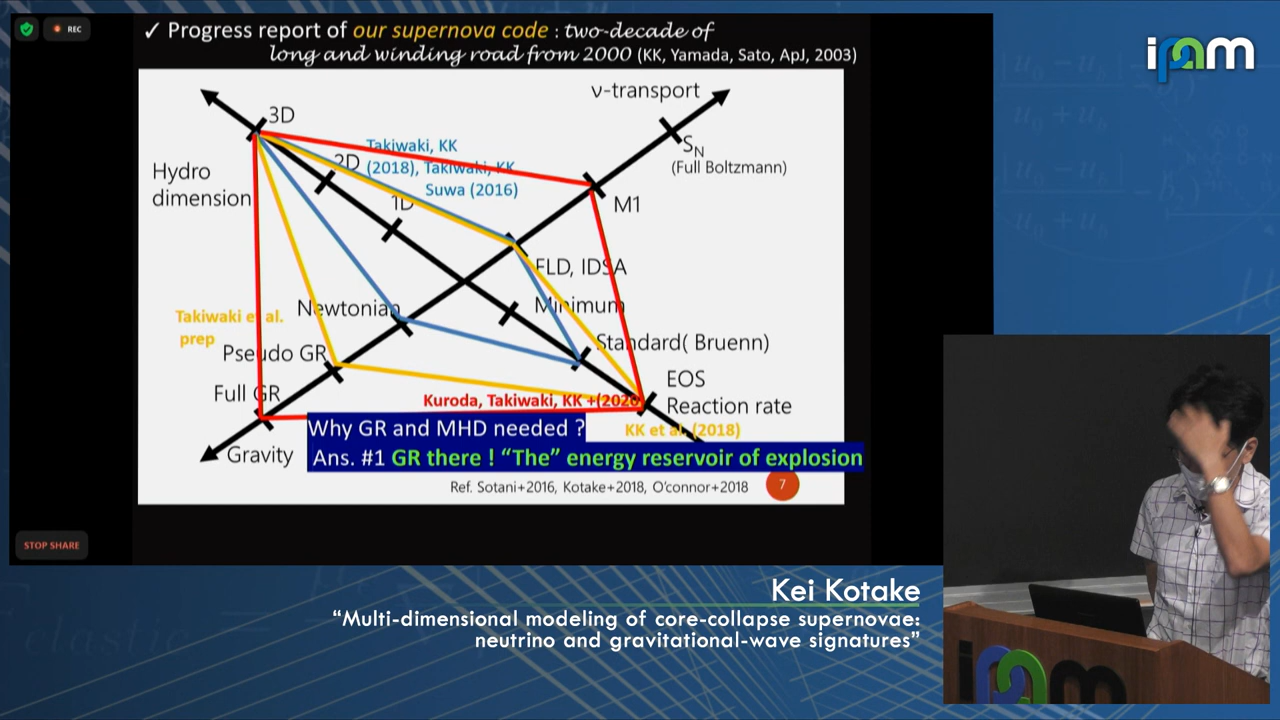 REC
✓ Progress report of our supernova code : two-decade of
long and winding road from 2000 (KK, Yamada, Sato, ApJ, 2003)
ipam
ν-transport
3D
S_N
(Full Boltzmann)
Takiwaki, KK
(2018), Takiwaki, KK
Suwa (2016)
2D
Hydro
dimension
1D
M1
FLD, IDSA
Newtonian
Minimum
Takiwaki et al.
prep
Standard( Bruenn)
Pseudo GR
EOS
Reaction rate
Full GR
Kuroda, Takiwaki, KK +(2020)
KK et al. (2018)
Why GR and MHD needed ?
Gravity
Ans. #1 GR there ! “The” energy reservoir of explosion
Ref. Sotani+2016, Kotake+2018, O’connor+2018
7
STOP SHARE
Kei Kotake
“Multi-dimensional modeling of core-collapse supernovae:
neutrino and gravitational-wave signatures”
elastic
ipam